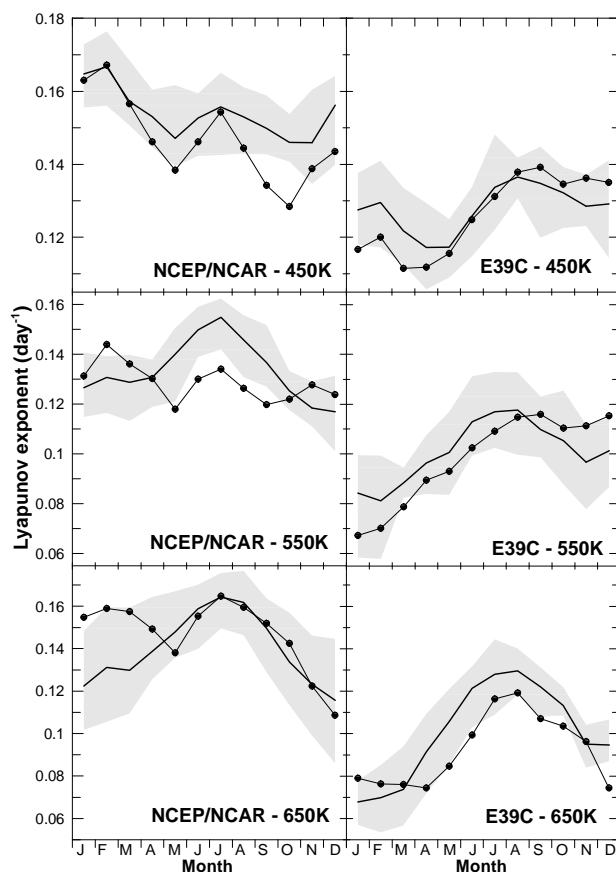 0.18
0.16
0.14
0.12
NCEP/NCAR - 450K
E39C - 450K
0.16
0.14
0.12
0.1
0.08
0.06
Lyapunov exponent (day⁻¹)
NCEP/NCAR - 550K
E39C - 550K
0.16
0.12
0.1
0.08
0.06
NCEP/NCAR - 650K
E39C - 650K
J F M A M J J A S O N D
J F M A M J J A S O N D
Month
Month